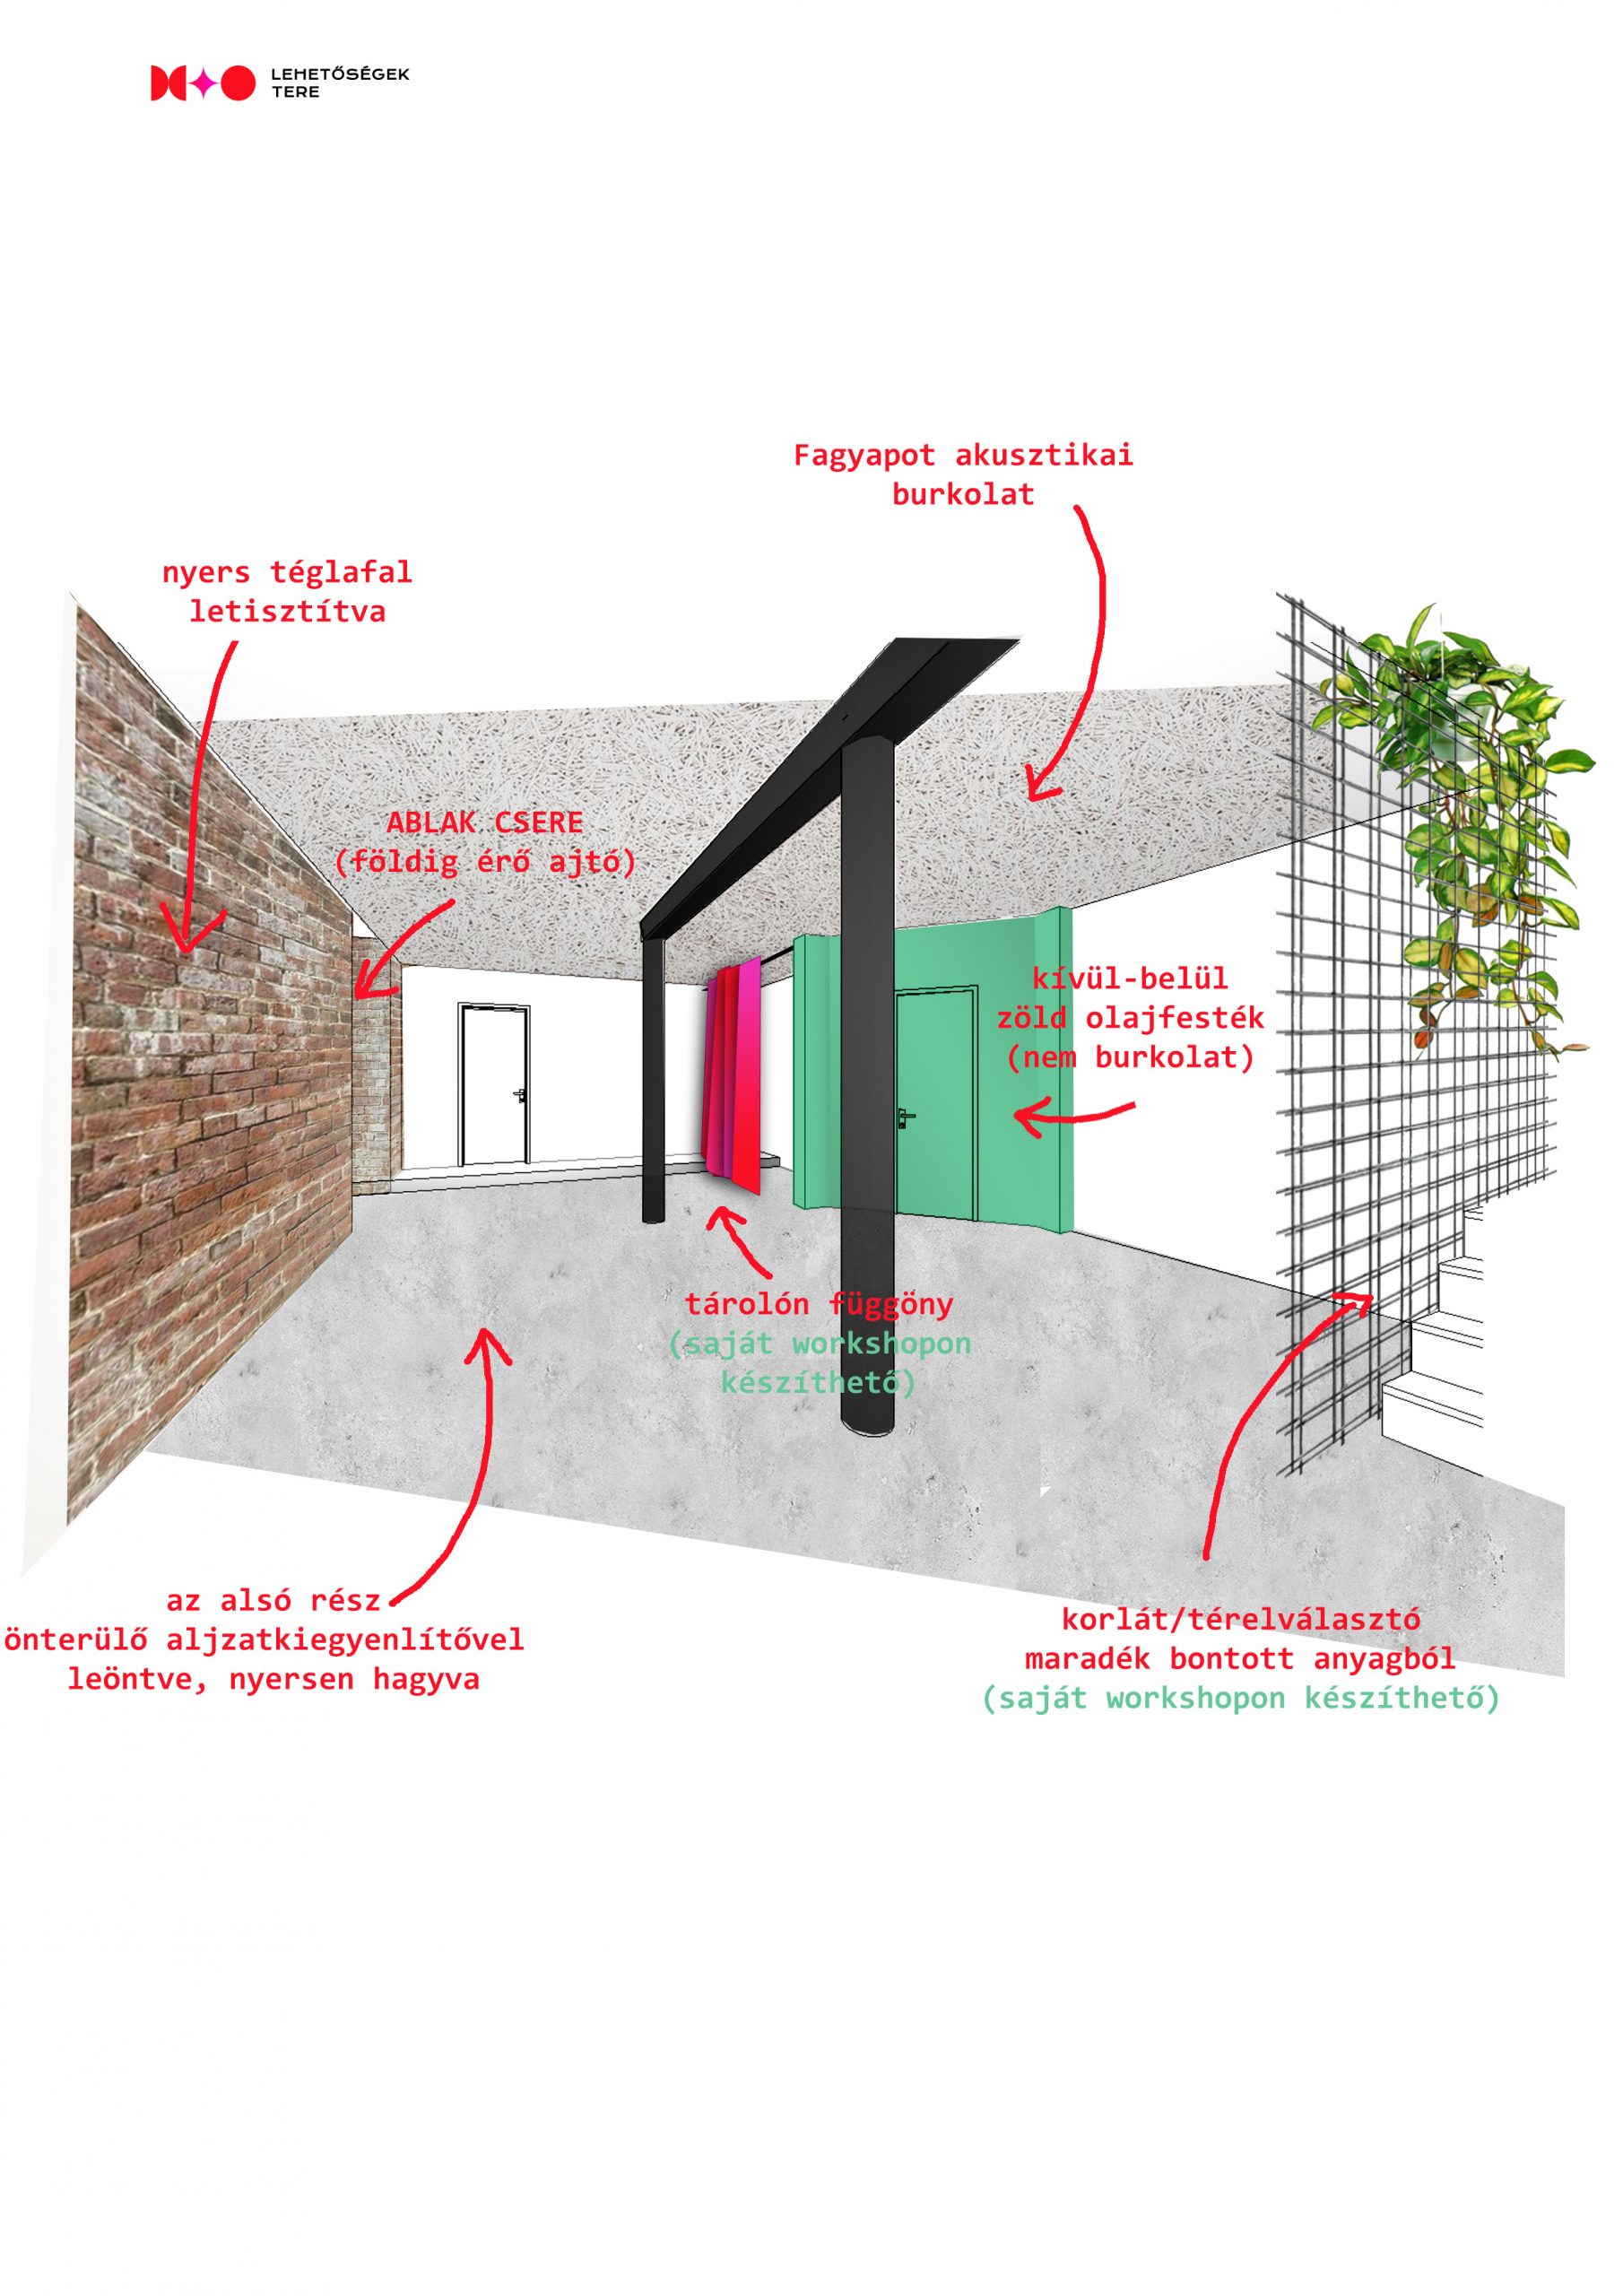 LEHETŐSÉGEK
TERE
Fagyapot akusztikai
burkolat
nyers téglafal
letisztítva
ABLAK CSERE
(földig érő ajtó)
kívül-belül
zöld olajfesték
(nem burkolat)
tárolón függöny
(saját workshopon
készíthető)
az alsó rész
önterülő aljzatkiegyenlítővel
leöntve, nyersen hagyva
korlát/térelválasztó
maradék bontott anyagból
(saját workshopon készíthető)